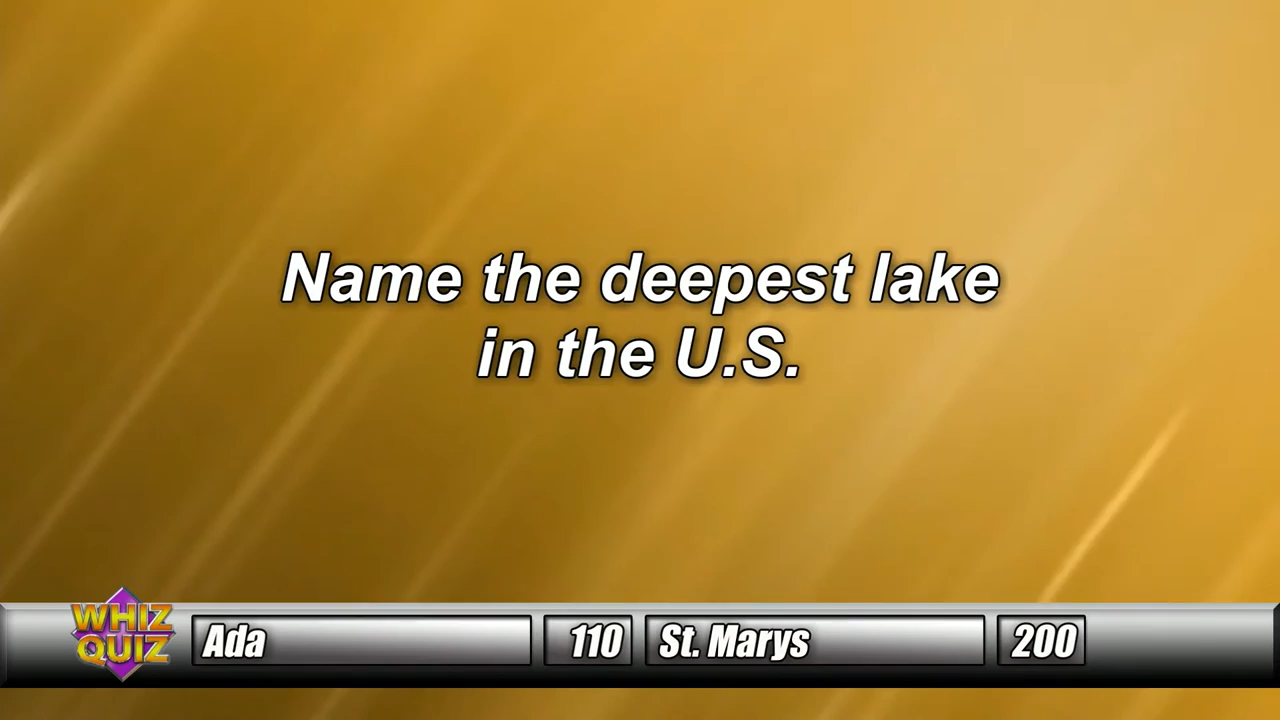 Name the deepest lake
in the U.S.
WHIZ
QUIZ
Ada 110 St. Marys 200